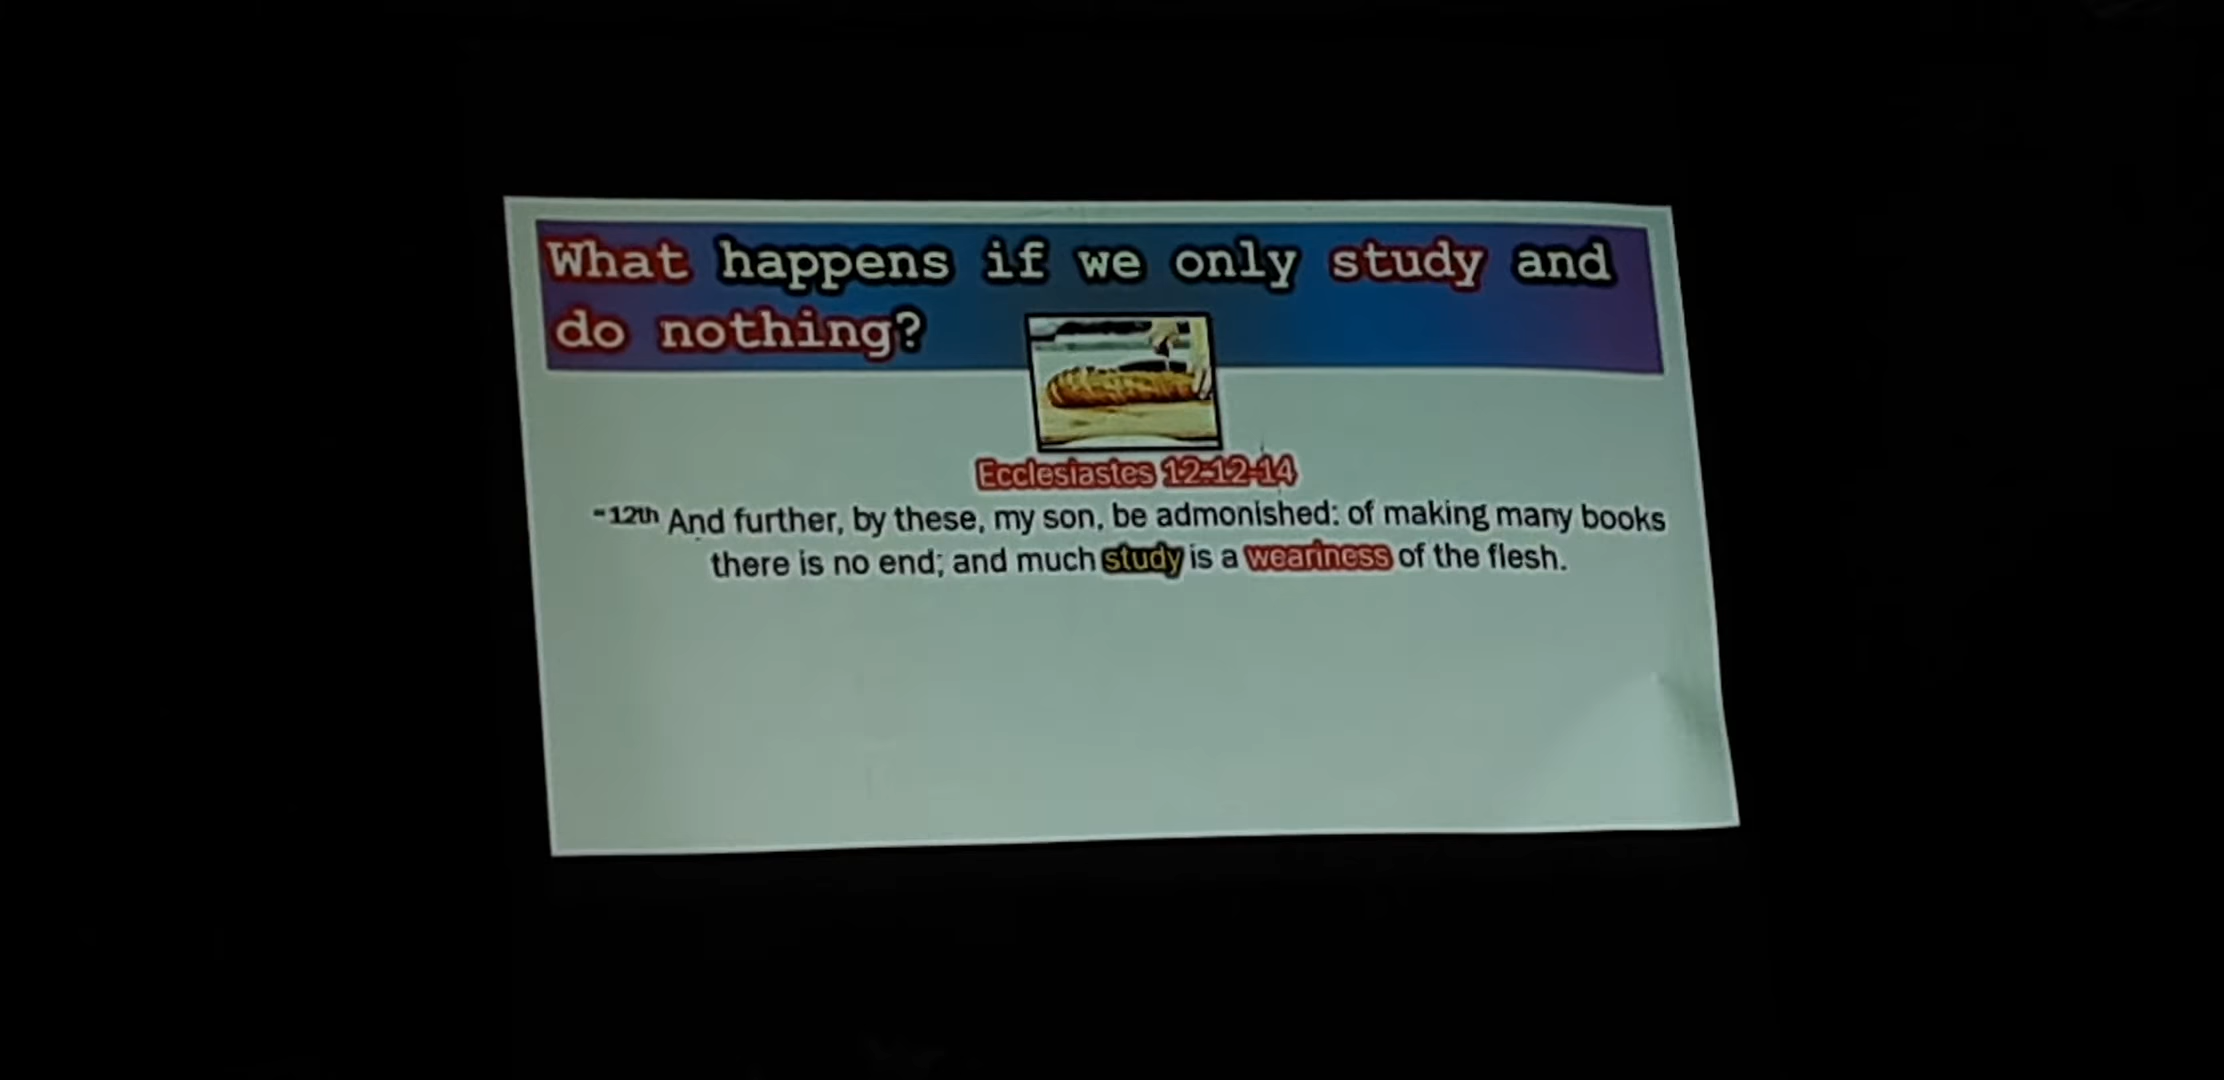 What happens if we only study and
do nothing?
Ecclesiastes 12:12-14
-12th And further, by these, my son, be admonished: of making many books
there is no end; and much study is a weariness of the flesh.